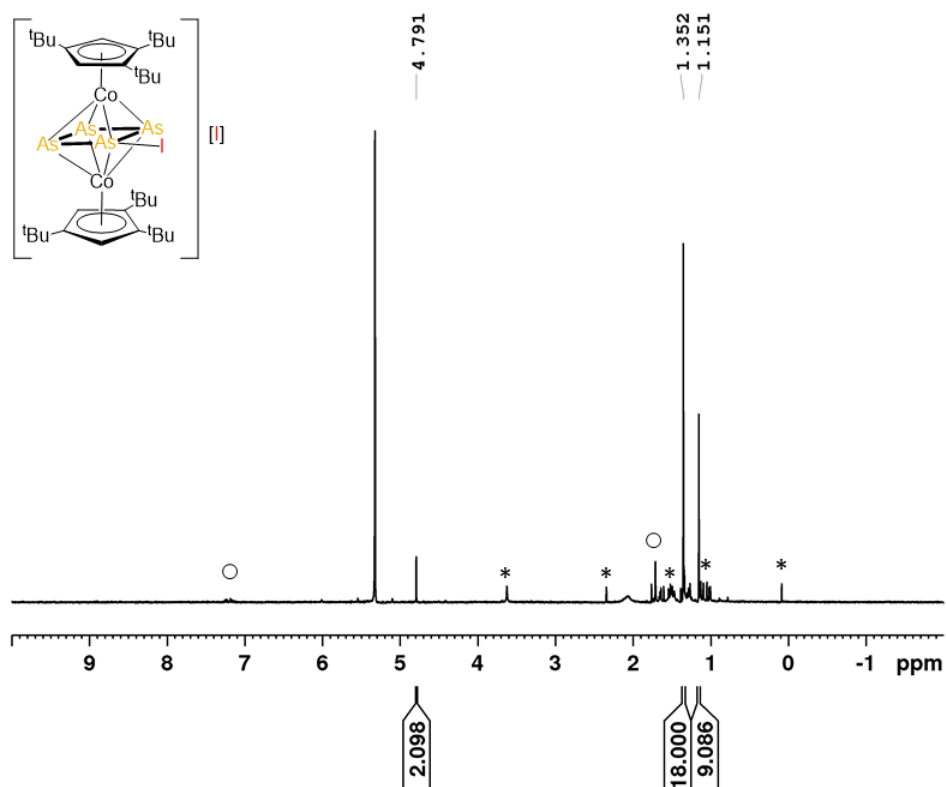 tBu
tBu
tBu
Co
As
As
As
As
I
[I]
Co
tBu
tBu
tBu
4.791
1.352
1.151
*
*
*
*
*
9
8
7
6
5
4
3
2
1
0
-1
ppm
2.098
18.000
9.086